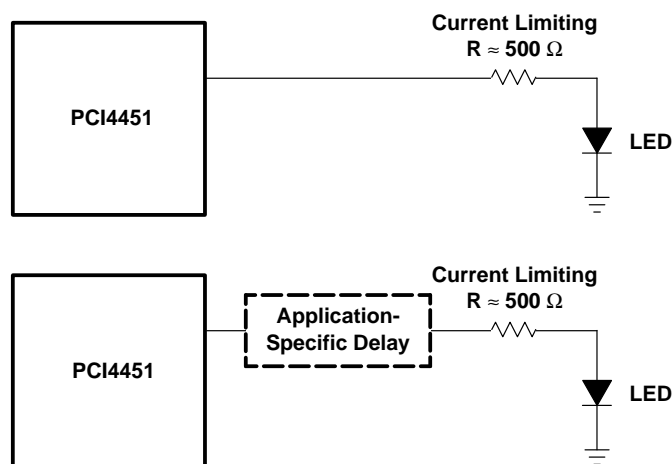 Current Limiting
R ≈ 500 Ω
PCI4451
LED
Current Limiting
R ≈ 500 Ω
Application-
Specific Delay
PCI4451
LED